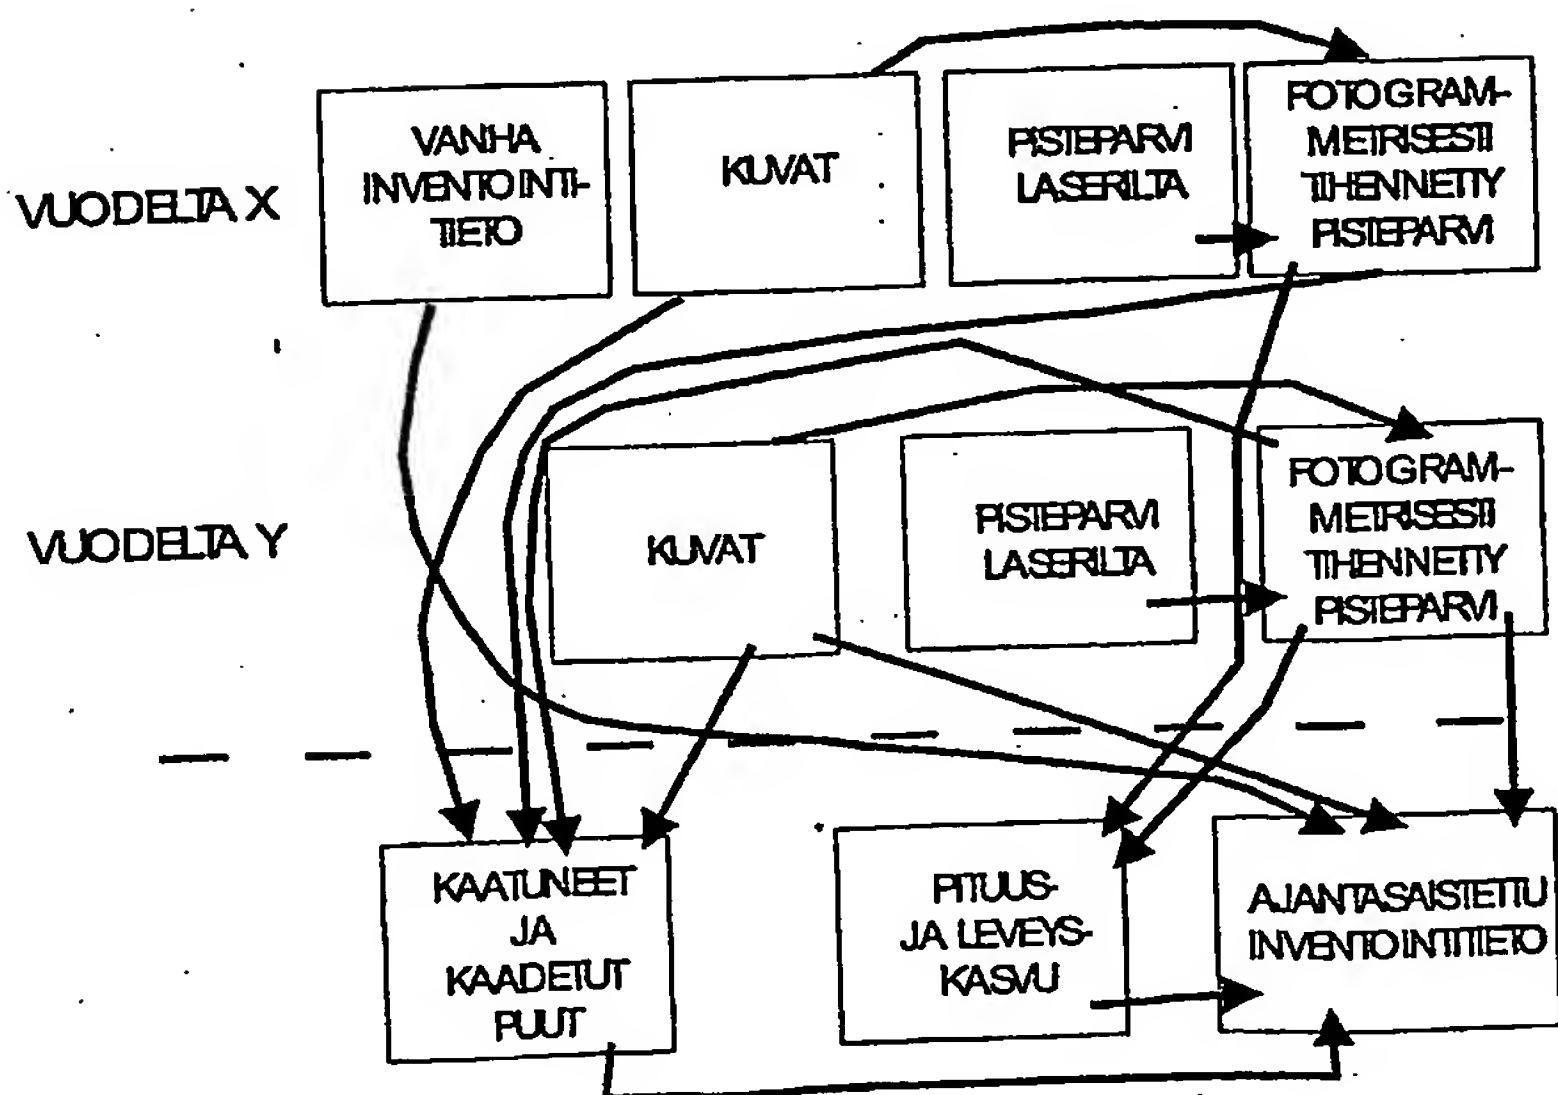 VUODELTA X
VANHA
INVENTOINTI-
TIETO
KUVAT
PISTEPARVI
LASERILTA
FOTOGRAM-
METRISESTI
TIHENNETTY
PISTEPARVI
VUODELTA Y
KUVAT
PISTEPARVI
LASERILTA
FOTOGRAM-
METRISESTI
TIHENNETTY
PISTEPARVI
KAATUNEET
JA
KAADETUT
PUUT
PITUUS-
JA LEVEYS-
KASVU
AJANTASAISTETTU
INVENTOINTITIETO